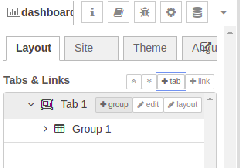 dashboard
Layout Site Theme
Tabs & Links +tab +link
Tab 1 +group edit layout
Group 1